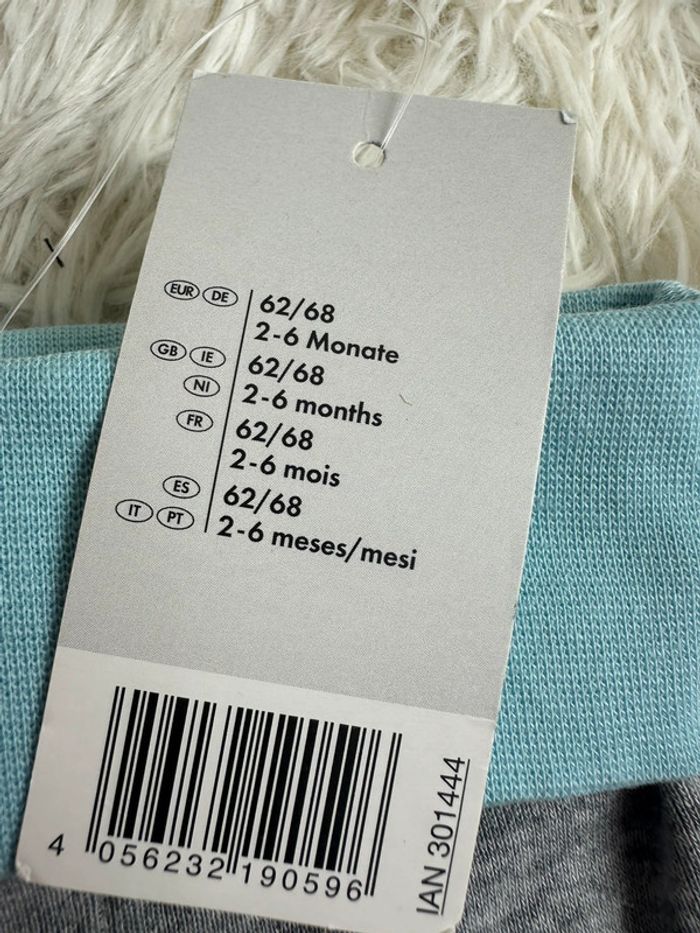 EUR DE 62/68
2-6 Monate
GB IE 62/68
NI 2-6 months
FR 62/68
2-6 mois
ES 62/68
IT PT 2-6 meses/mesi
4 056232 190596
IAN 301444